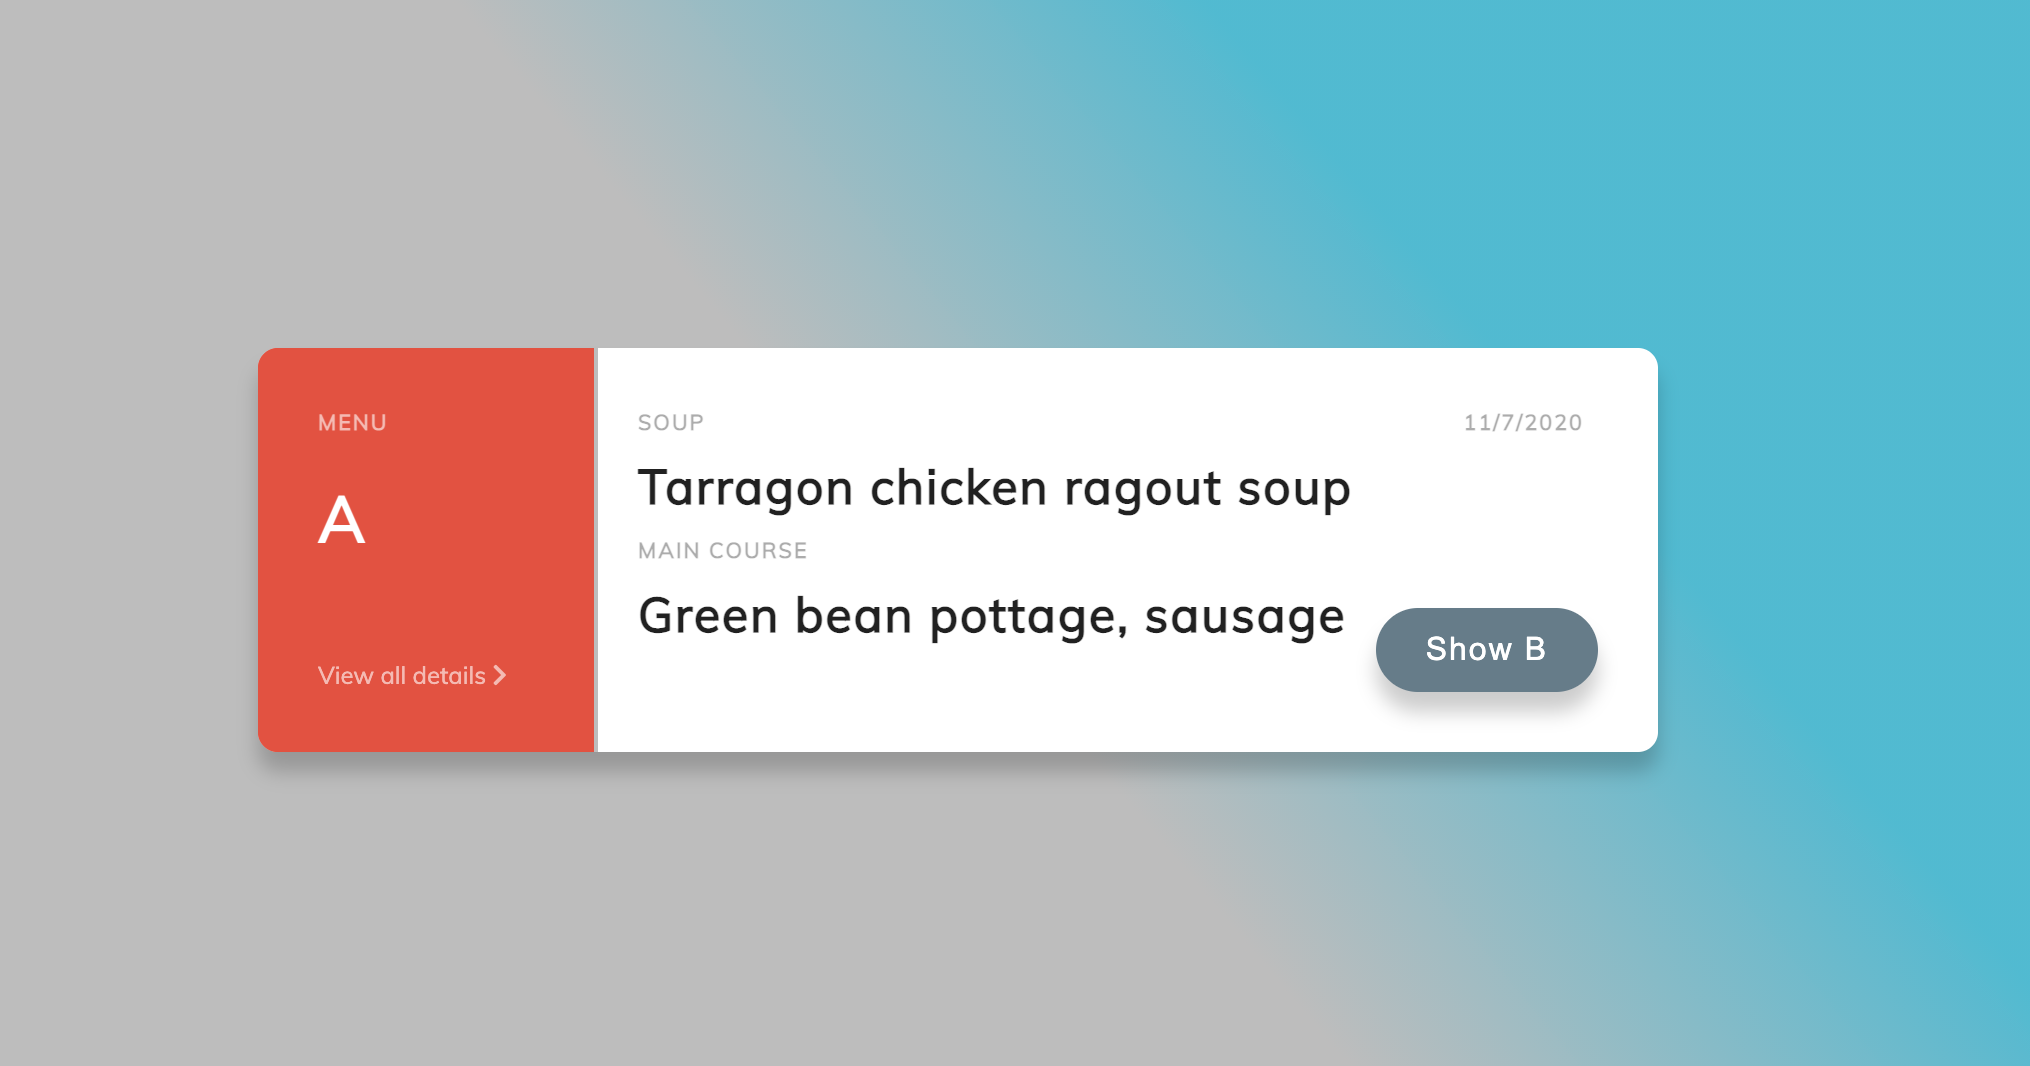 MENU
A
View all details
SOUP
11/7/2020
Tarragon chicken ragout soup
MAIN COURSE
Green bean pottage, sausage
Show B